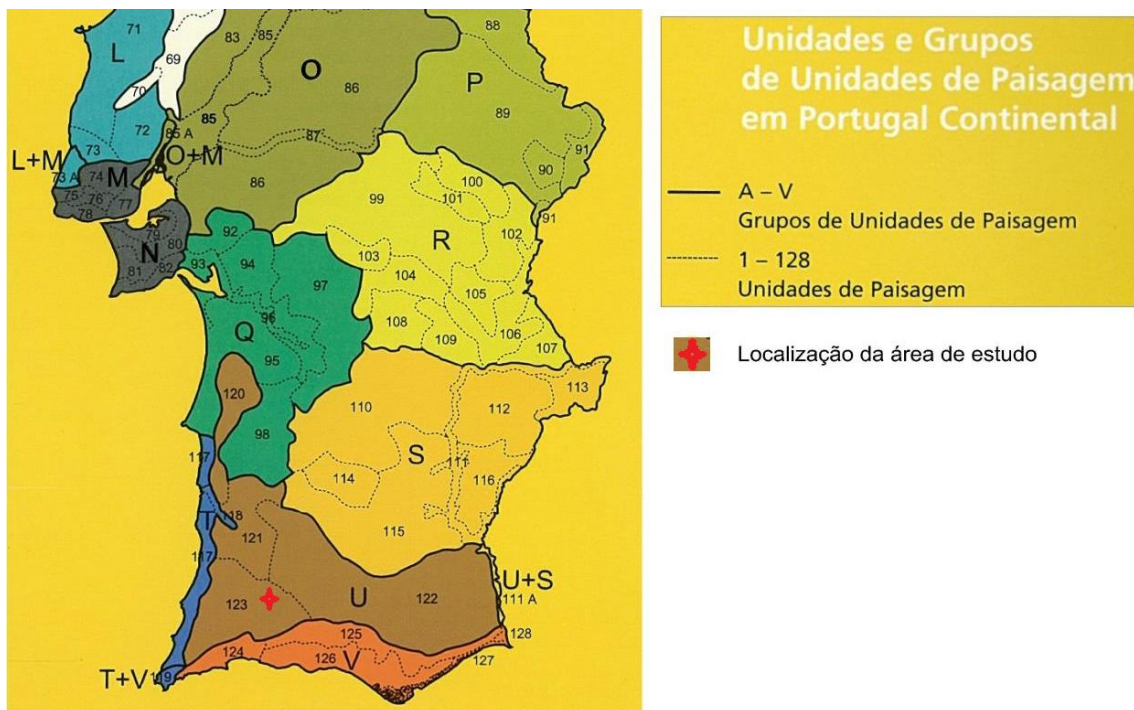 Unidades e Grupos
de Unidades de Paisagem
em Portugal Continental
A – V
Grupos de Unidades de Paisagem
1 – 128
Unidades de Paisagem
Localização da área de estudo
71
83
85
88
L
69
O
86
P
70
85
89
72
85 A
87
91
73
L+M
O+M
90
73 A
74
M
86
100
75
76
77
99
101
91
78
79
92
R
102
N
80
93
94
103
81
82
97
104
96
105
Q
108
106
95
109
107
120
113
110
112
98
S
117
111
114
116
118
T
115
121
117
U+S
123
U
122
111 A
125
128
124
V
126
127
T+V
119